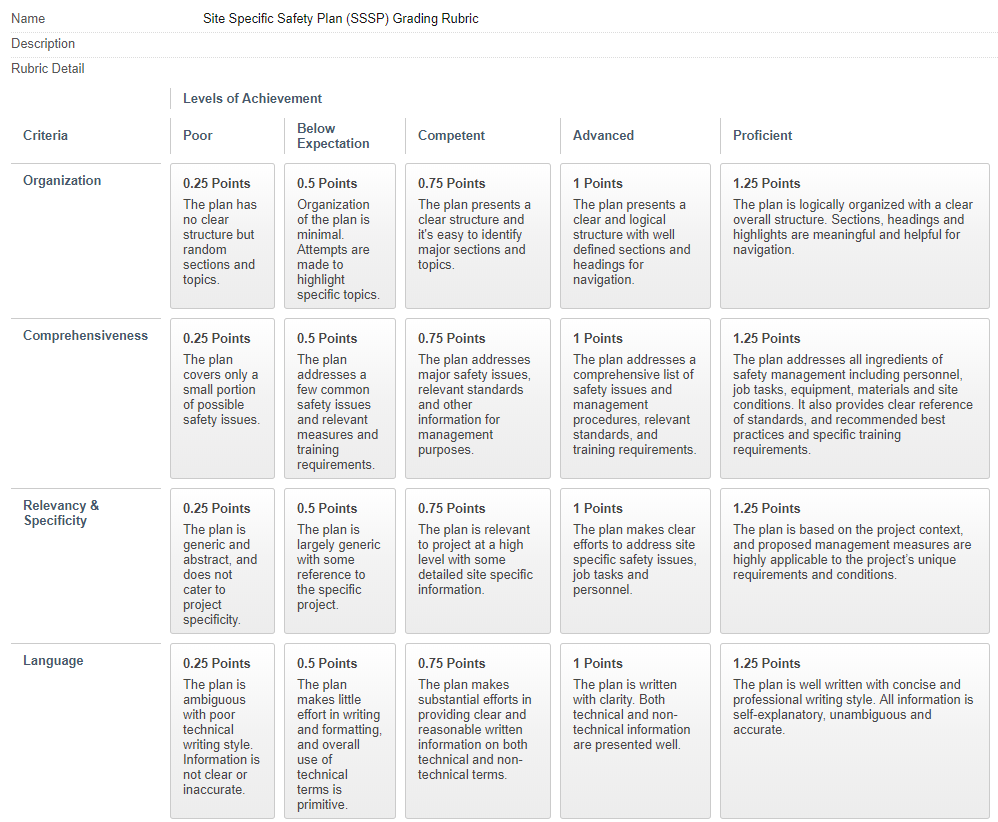 Name Site Specific Safety Plan (SSSP) Grading Rubric
Description
Rubric Detail
Levels of Achievement
Criteria
Poor
Below
Expectation
Competent
Advanced
Proficient
Organization
0.25 Points
The plan has
no clear
structure but
random
sections and
topics.
0.5 Points
Organization
of the plan is
minimal.
Attempts are
made to
highlight
specific topics.
0.75 Points
The plan presents a
clear structure and
it's easy to identify
major sections and
topics.
1 Points
The plan presents a
clear and logical
structure with well
defined sections and
headings for
navigation.
1.25 Points
The plan is logically organized with a clear
overall structure. Sections, headings and
highlights are meaningful and helpful for
navigation.
Comprehensiveness
0.25 Points
The plan
covers only a
small portion
of possible
safety issues.
0.5 Points
The plan
addresses a
few common
safety issues
and relevant
measures and
training
requirements.
0.75 Points
The plan addresses
major safety issues,
relevant standards
and other
information for
management
purposes.
1 Points
The plan addresses a
comprehensive list of
safety issues and
management
procedures, relevant
standards, and
training requirements.
1.25 Points
The plan addresses all ingredients of
safety management including personnel,
job tasks, equipment, materials and site
conditions. It also provides clear reference
of standards, and recommended best
practices and specific training
requirements.
Relevancy &
Specificity
0.25 Points
The plan is
generic and
abstract, and
does not
cater to
project
specificity.
0.5 Points
The plan is
largely generic
with some
reference to
the specific
project.
0.75 Points
The plan is relevant
to project at a high
level with some
detailed site specific
information.
1 Points
The plan makes clear
efforts to address site
specific safety issues,
job tasks and
personnel.
1.25 Points
The plan is based on the project context,
and proposed management measures are
highly applicable to the project's unique
requirements and conditions.
Language
0.25 Points
The plan is
ambiguous
with poor
technical
writing style.
Information is
not clear or
inaccurate.
0.5 Points
The plan
makes little
effort in writing
and formatting,
and overall
use of
technical
terms is
primitive.
0.75 Points
The plan makes
substantial efforts in
providing clear and
reasonable written
information on both
technical and non-
technical terms.
1 Points
The plan is written
with clarity. Both
technical and non-
technical information
are presented well.
1.25 Points
The plan is well written with concise and
professional writing style. All information is
self-explanatory, unambiguous and
accurate.